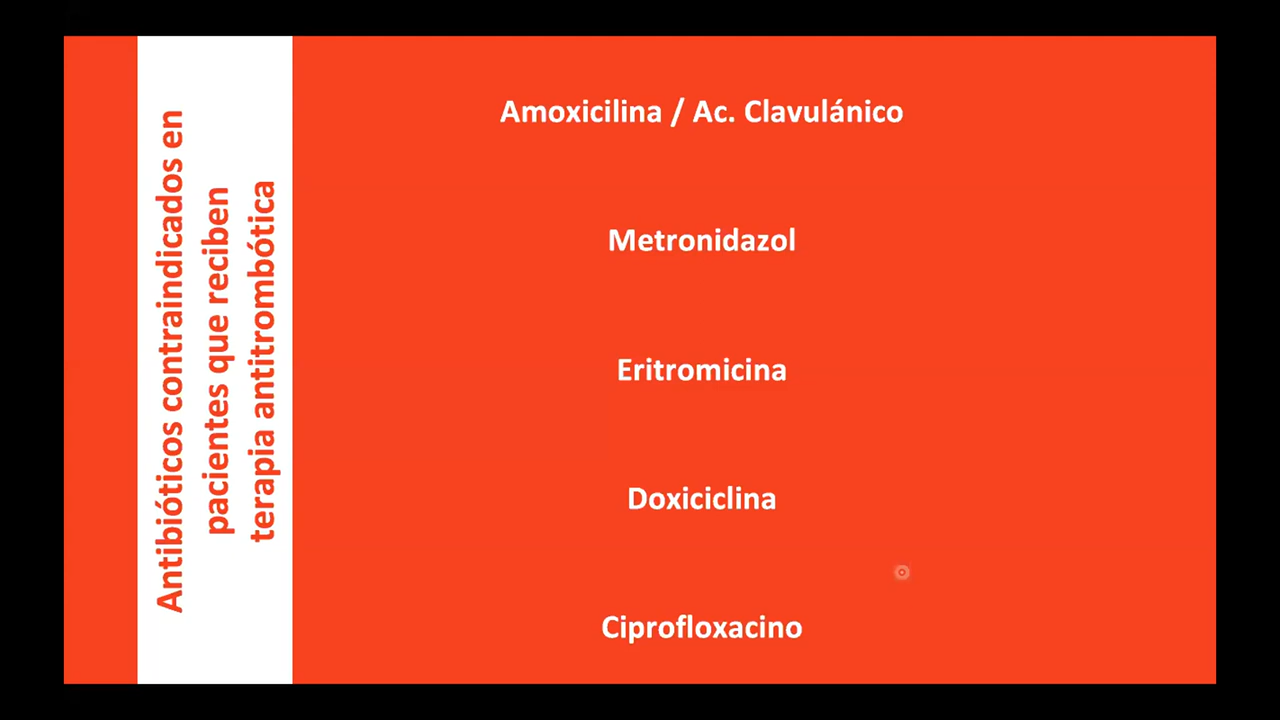 Antibióticos contraindicados en
pacientes que reciben
terapia antitrombótica
Amoxicilina / Ac. Clavulánico
Metronidazol
Eritromicina
Doxiciclina
Ciprofloxacino